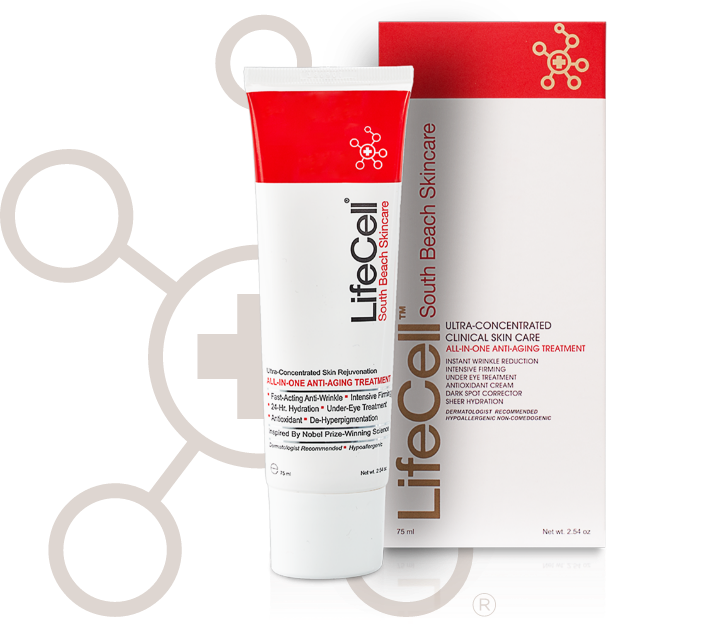 LifeCell®
South Beach Skincare
Ultra-Concentrated Skin Rejuvenation
ALL-IN-ONE ANTI-AGING TREATMENT
• Fast-Acting Anti-Wrinkle • Intensive Firming
• 24-Hr. Hydration • Under-Eye Treatment
• Antioxidant • De-Hyperpigmentation
Inspired By Nobel Prize-Winning Science
Dermatologist Recommended • Hypoallergenic
75 ml Net wt. 2.54 oz
LifeCell™
South Beach Skincare
ULTRA-CONCENTRATED
CLINICAL SKIN CARE
ALL-IN-ONE ANTI-AGING TREATMENT
INSTANT WRINKLE REDUCTION
INTENSIVE FIRMING
UNDER EYE TREATMENT
ANTIOXIDANT CREAM
DARK SPOT CORRECTOR
SHEER HYDRATION
DERMATOLOGIST RECOMMENDED
HYPOALLERGENIC NON-COMEDOGENIC
75 ml Net wt. 2.54 oz
®